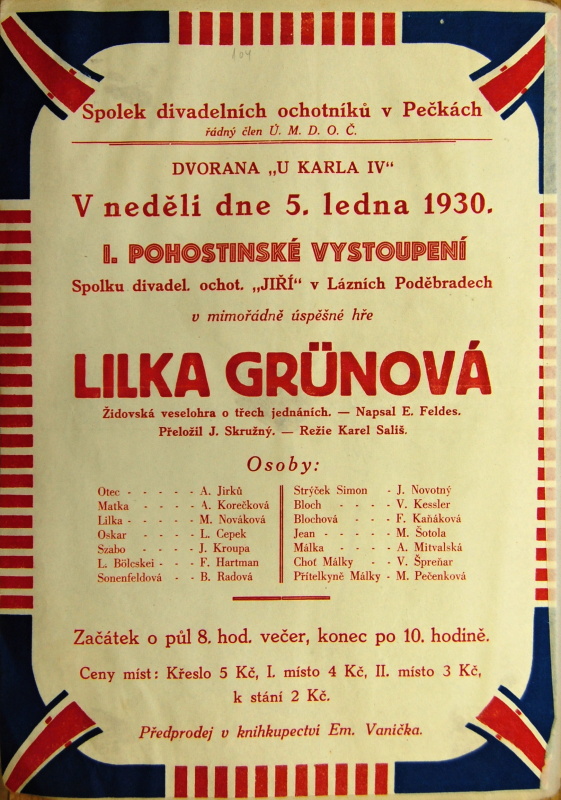 104
Spolek divadelních ochotníků v Pečkách
řádný člen Ú. M. D. O. Č.
DVORANA „U KARLA IV"
V neděli dne 5. ledna 1930.
I. POHOSTINSKÉ VYSTOUPENÍ
Spolku divadel. ochot. „JIŘÍ" v Lázních Poděbradech
v mimořádně úspěšné hře
LILKA GRÜNOVÁ
Židovská veselohra o třech jednáních. — Napsal E. Feldes.
Přeložil J. Skružný. — Režie Karel Sališ.
Osoby:
Otec - - - - - A. Jirků
Matka - - - - A. Korečková
Lilka - - - - - M. Nováková
Oskar - - - - L. Cepek
Szabo - - - - J. Kroupa
L. Bölcskei - - - F. Hartman
Sonenfeldová - - B. Radová
Strýček Simon - J. Novotný
Bloch - - - - V. Kessler
Blochová - - - F. Kaňáková
Jean - - - - - M. Šotola
Málka - - - - A. Mitvalská
Choť Málky - - V. Špreňar
Přítelkyně Málky - M. Pečenková
Začátek o půl 8. hod. večer, konec po 10. hodině.
Ceny míst: Křeslo 5 Kč, I. místo 4 Kč, II. místo 3 Kč,
k stání 2 Kč.
Předprodej v knihkupectví Em. Vanička.